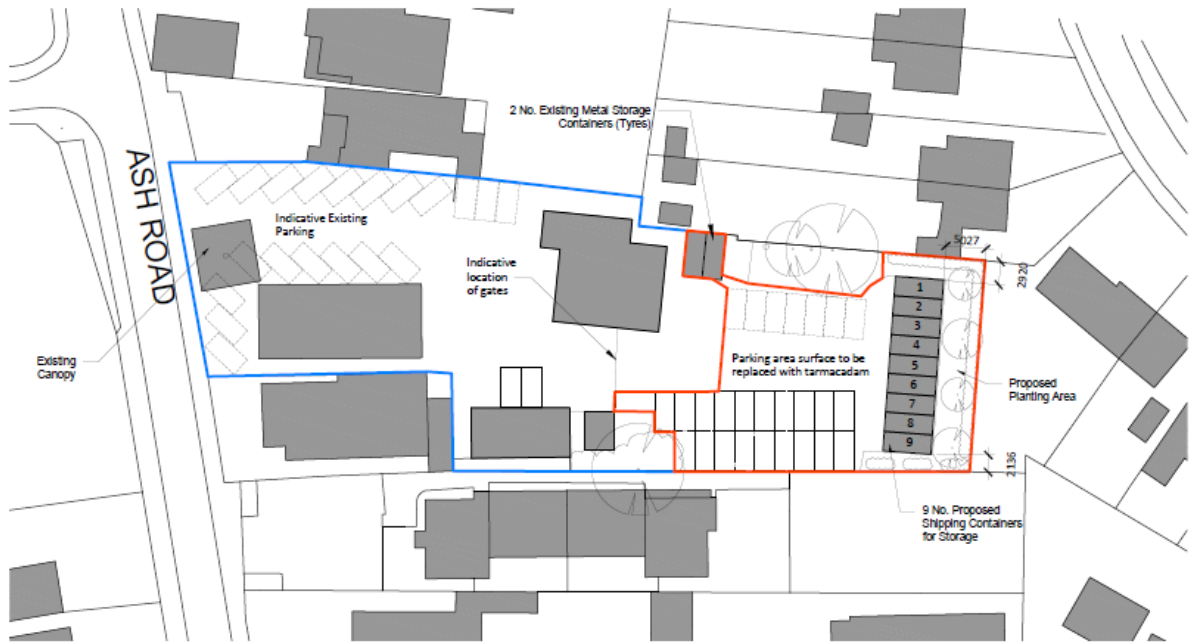 2 No. Existing Metal Storage
Containers (Tyres)
ASH ROAD
Indicative Existing
Parking
Indicative
location
of gates
5027
2920
1
2
3
4
5
6
7
8
9
Parking area surface to be
replaced with tarmacadam
Existing
Canopy
Proposed
Planting Area
2136
9 No. Proposed
Shipping Containers
for Storage